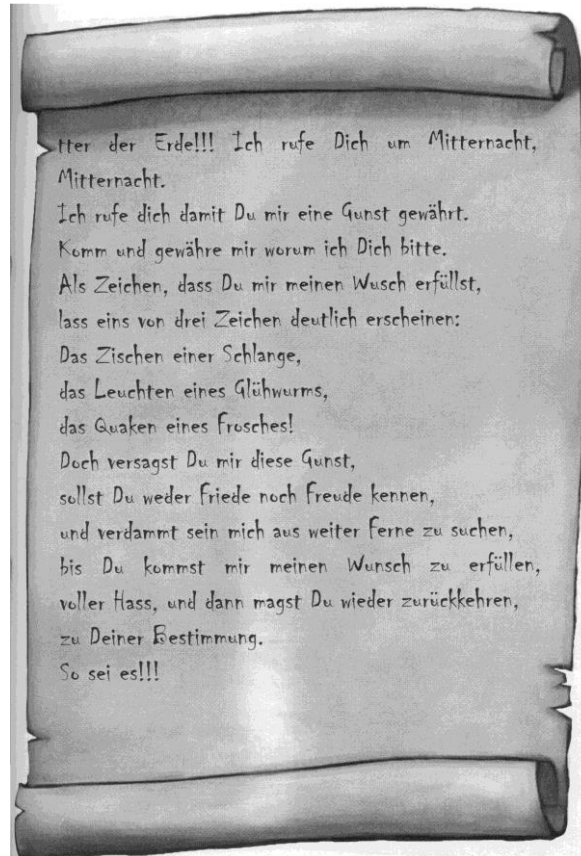 tter der Erde!!! Ich rufe Dich um Mitternacht,
Mitternacht.
Ich rufe dich damit Du mir eine Gunst gewährt.
Komm und gewähre mir worum ich Dich bitte.
Als Zeichen, dass Du mir meinen Wusch erfüllst,
lass eins von drei Zeichen deutlich erscheinen:
Das Zischen einer Schlange,
das Leuchten eines Glühwurms,
das Quaken eines Frosches!
Doch versagst Du mir diese Gunst,
sollst Du weder Friede noch Freude kennen,
und verdammt sein mich aus weiter Ferne zu suchen,
bis Du kommst mir meinen Wunsch zu erfüllen,
voller Hass, und dann magst Du wieder zurückkehren,
zu Deiner Bestimmung.
So sei es!!!